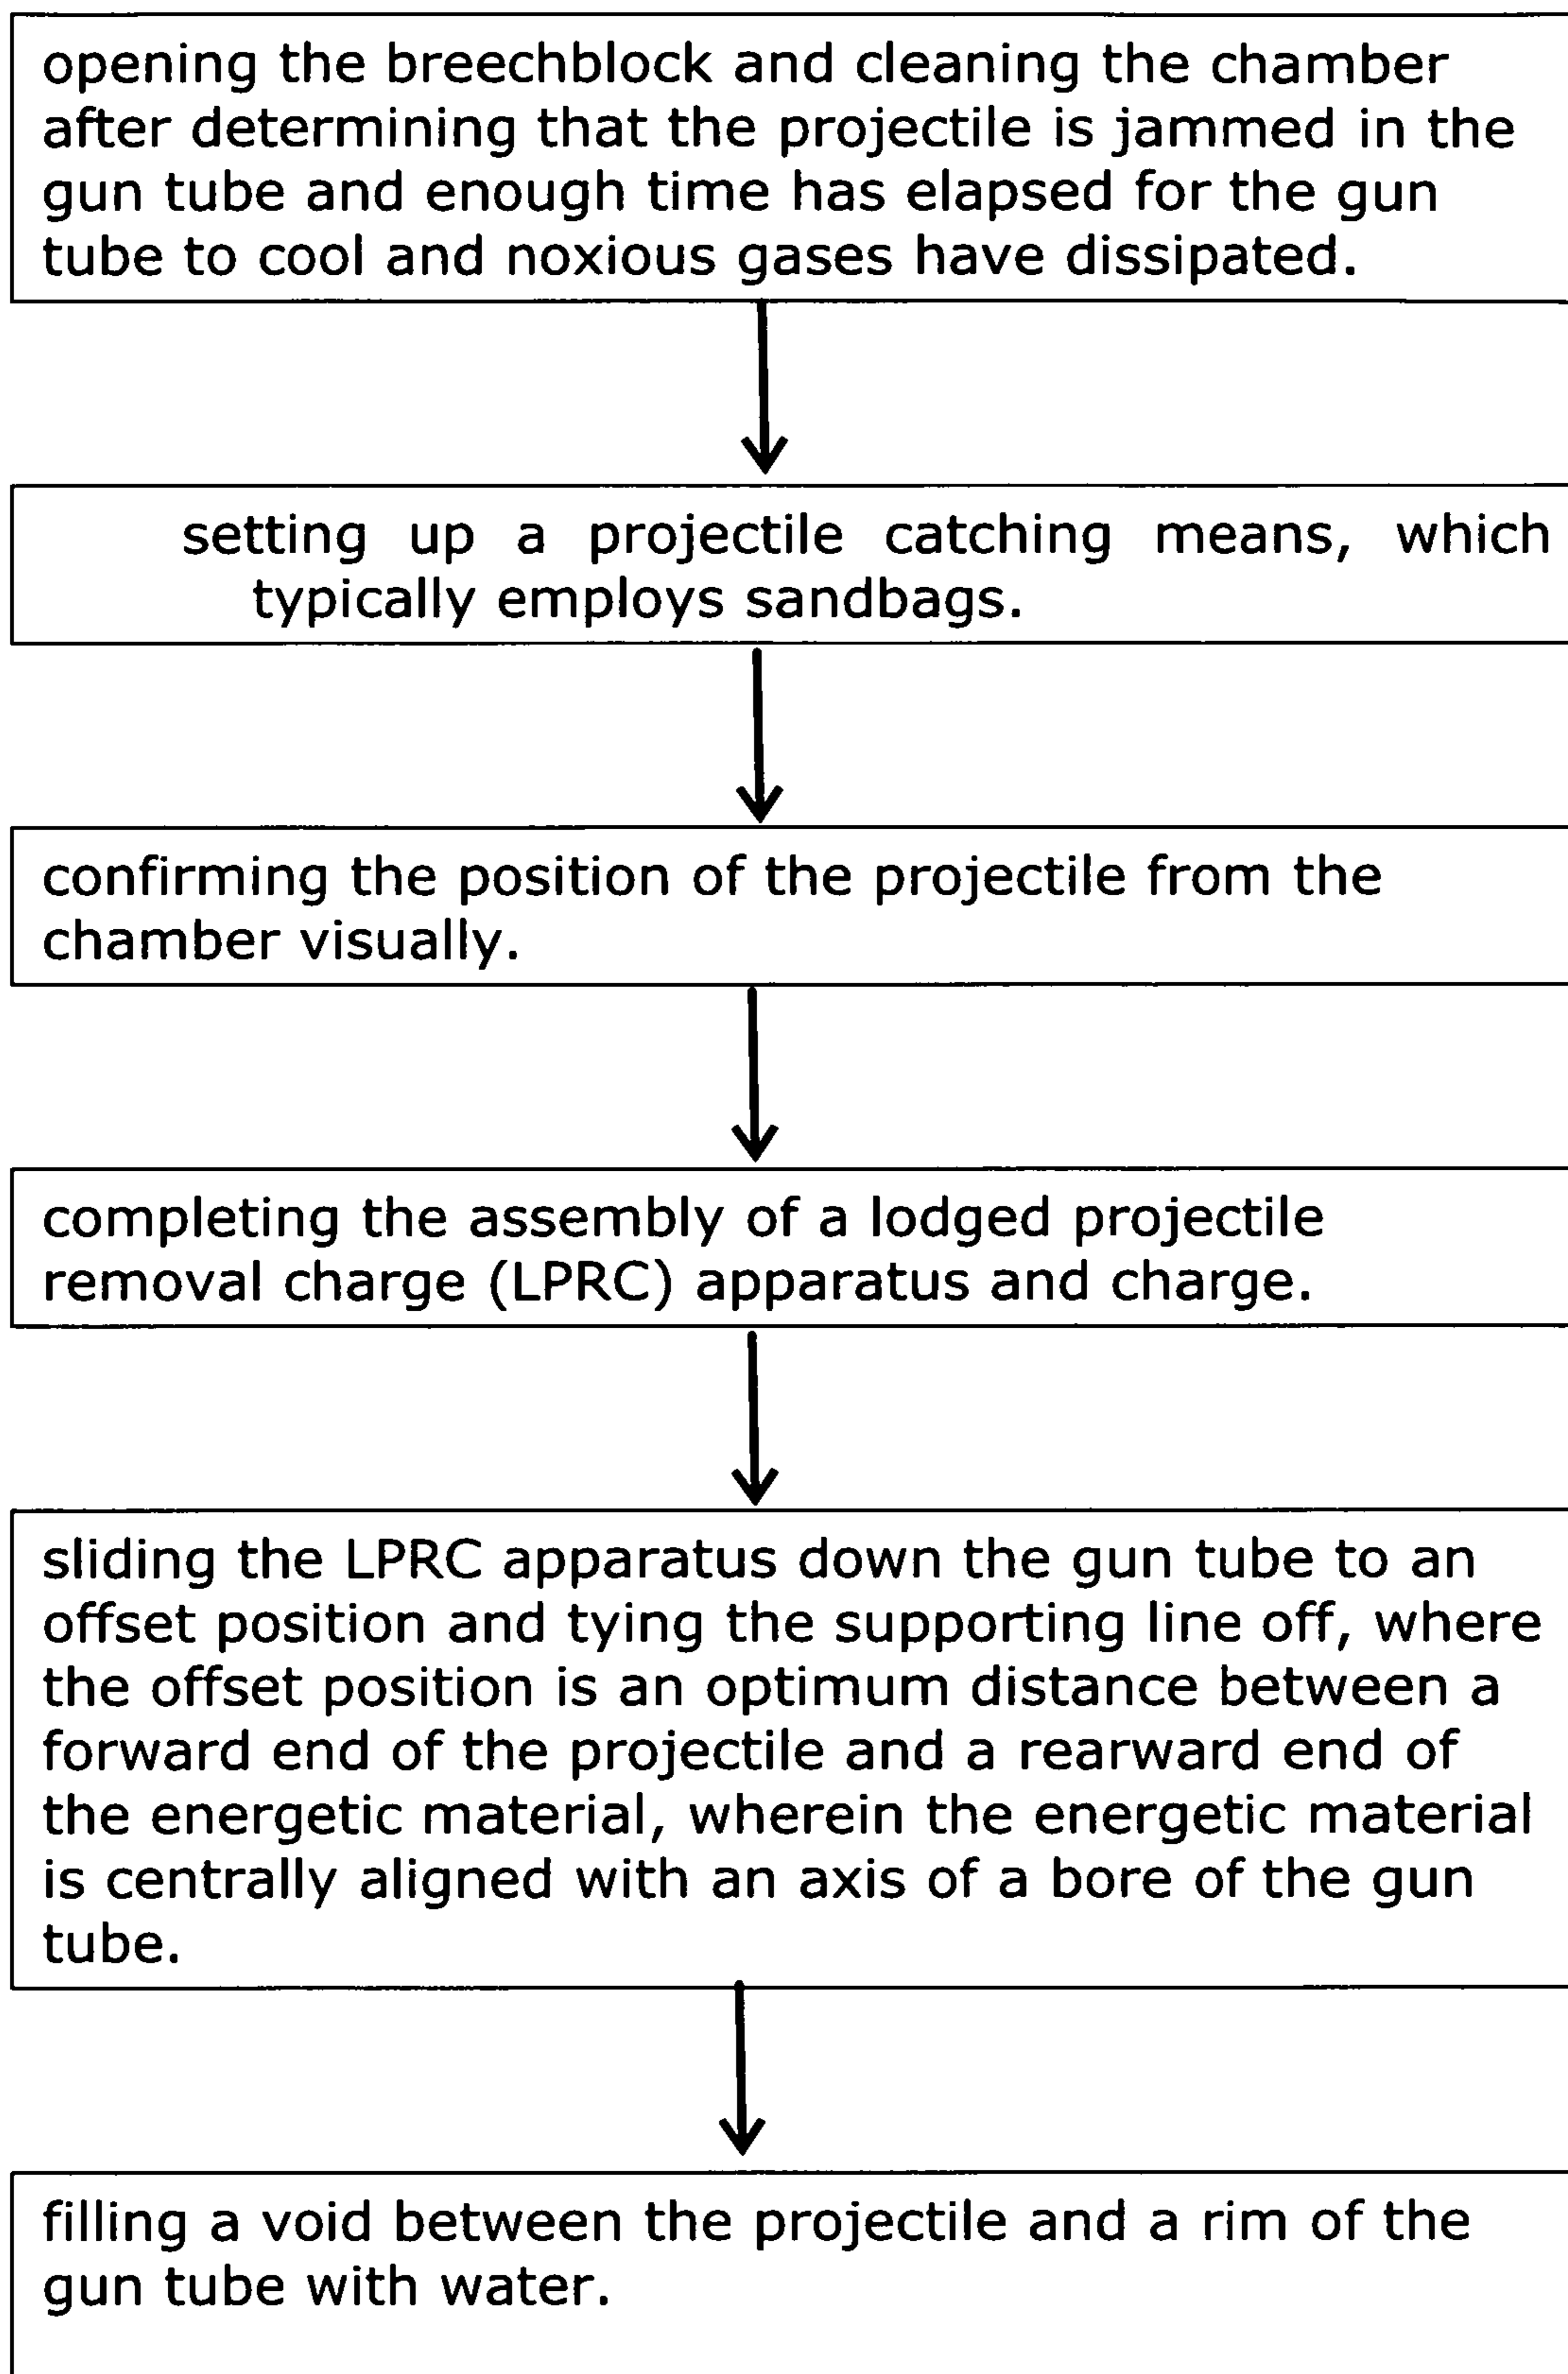 opening the breechblock and cleaning the chamber
after determining that the projectile is jammed in the
gun tube and enough time has elapsed for the gun
tube to cool and noxious gases have dissipated.
setting up a projectile catching means, which
typically employs sandbags.
confirming the position of the projectile from the
chamber visually.
completing the assembly of a lodged projectile
removal charge (LPRC) apparatus and charge.
sliding the LPRC apparatus down the gun tube to an
offset position and tying the supporting line off, where
the offset position is an optimum distance between a
forward end of the projectile and a rearward end of
the energetic material, wherein the energetic material
is centrally aligned with an axis of a bore of the gun
tube.
filling a void between the projectile and a rim of the
gun tube with water.